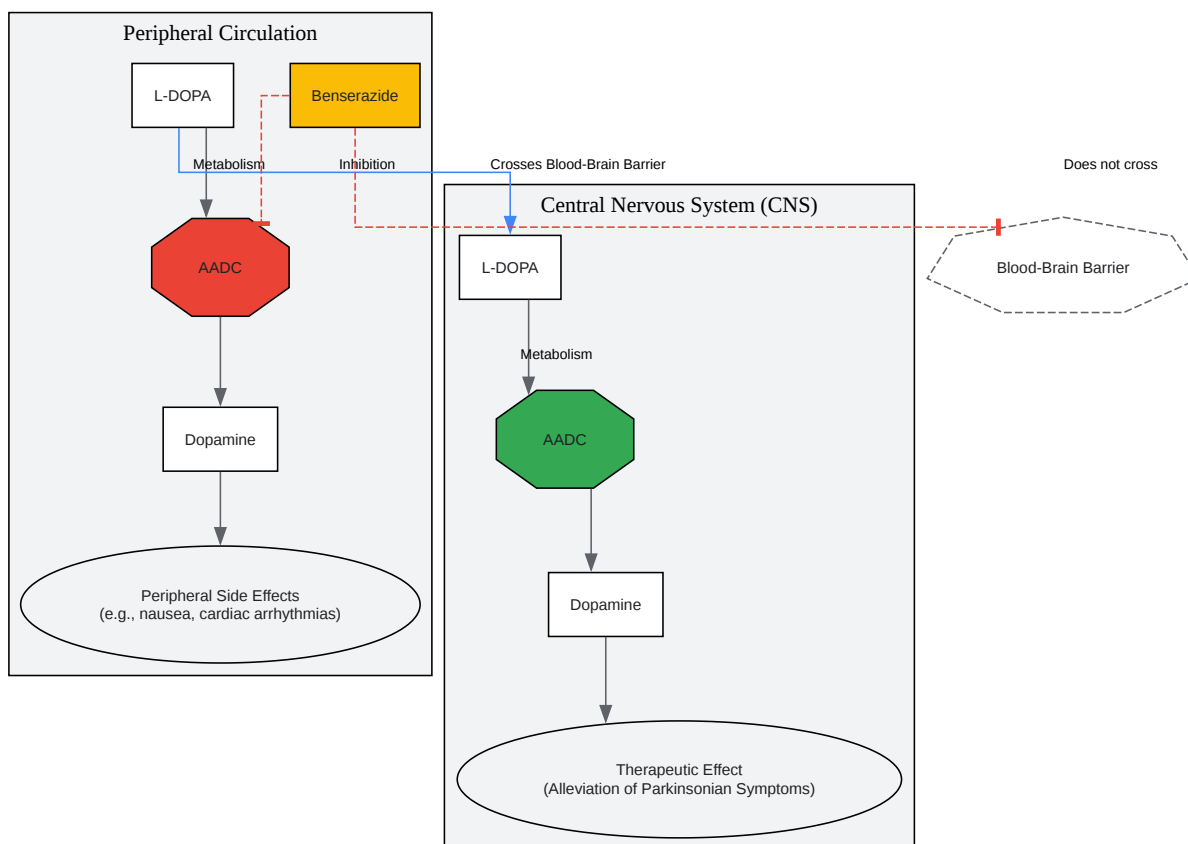 Peripheral Circulation
L-DOPA
Benserazide
Metabolism
Inhibition
Crosses Blood-Brain Barrier
Does not cross
Central Nervous System (CNS)
AADC
L-DOPA
Blood-Brain Barrier
Metabolism
Dopamine
AADC
Peripheral Side Effects
(e.g., nausea, cardiac arrhythmias)
Dopamine
Therapeutic Effect
(Alleviation of Parkinsonian Symptoms)